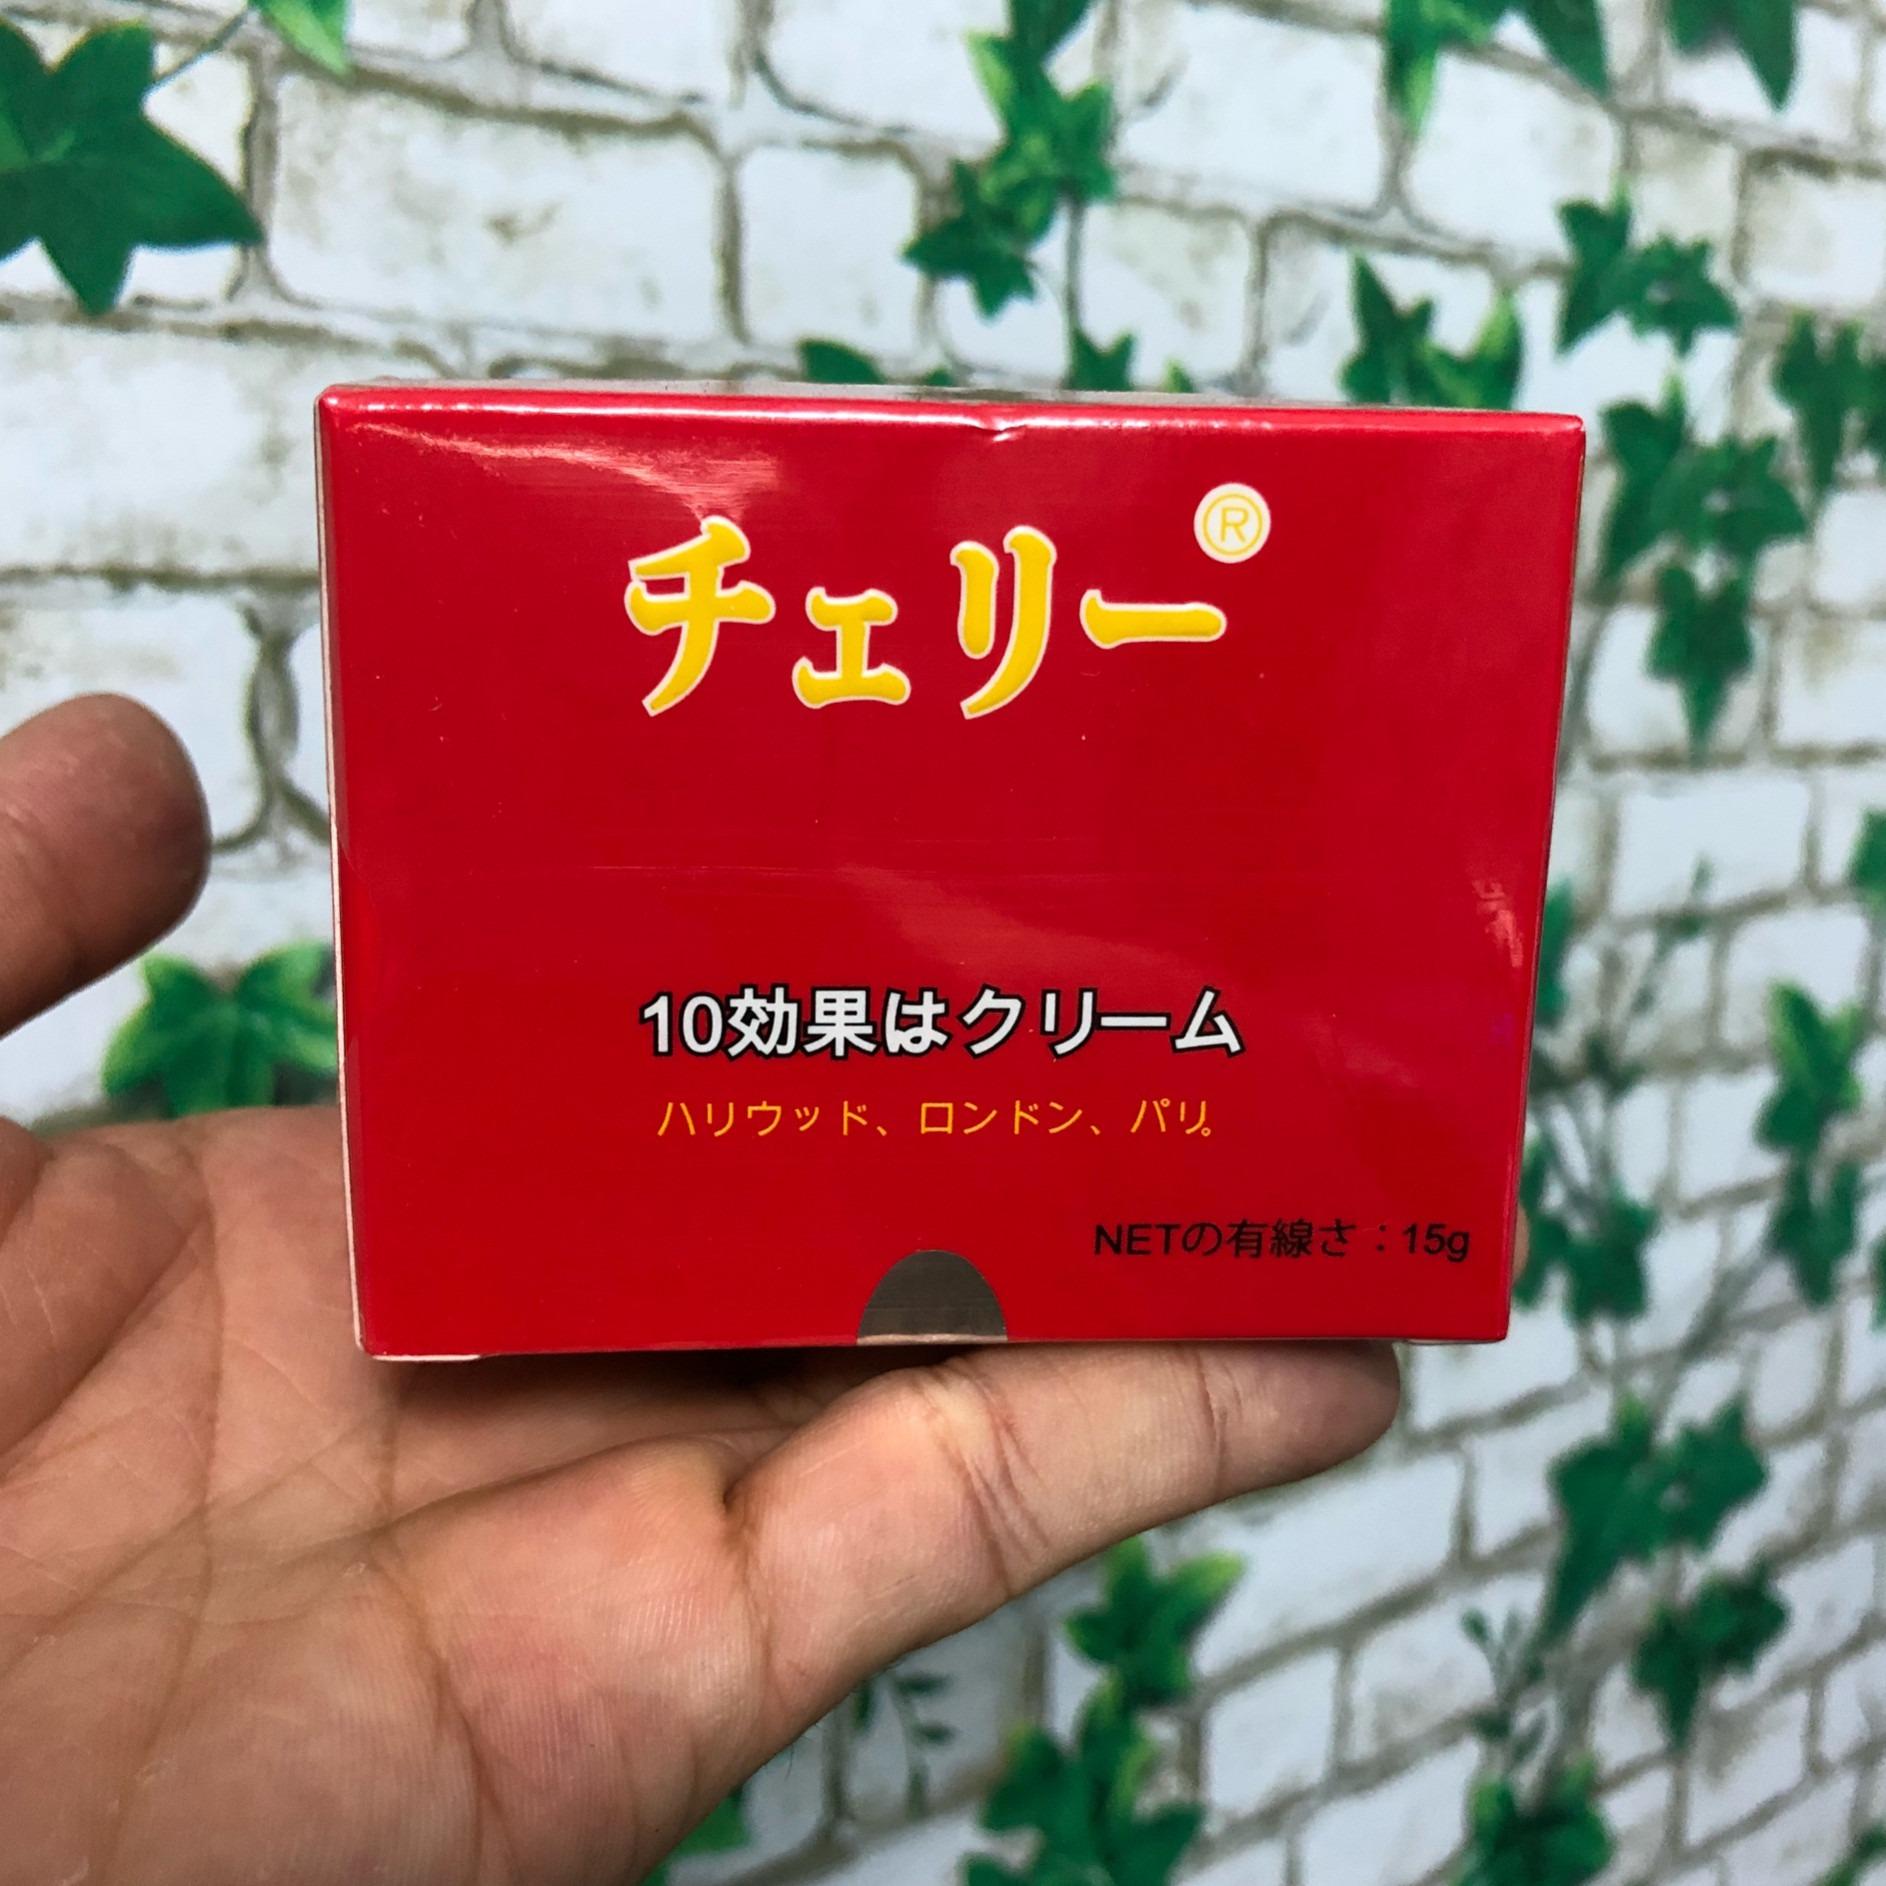 チェリー®
10効果はクリーム
ハリウッド、ロンドン、パリ。
NETの有線さ：15g